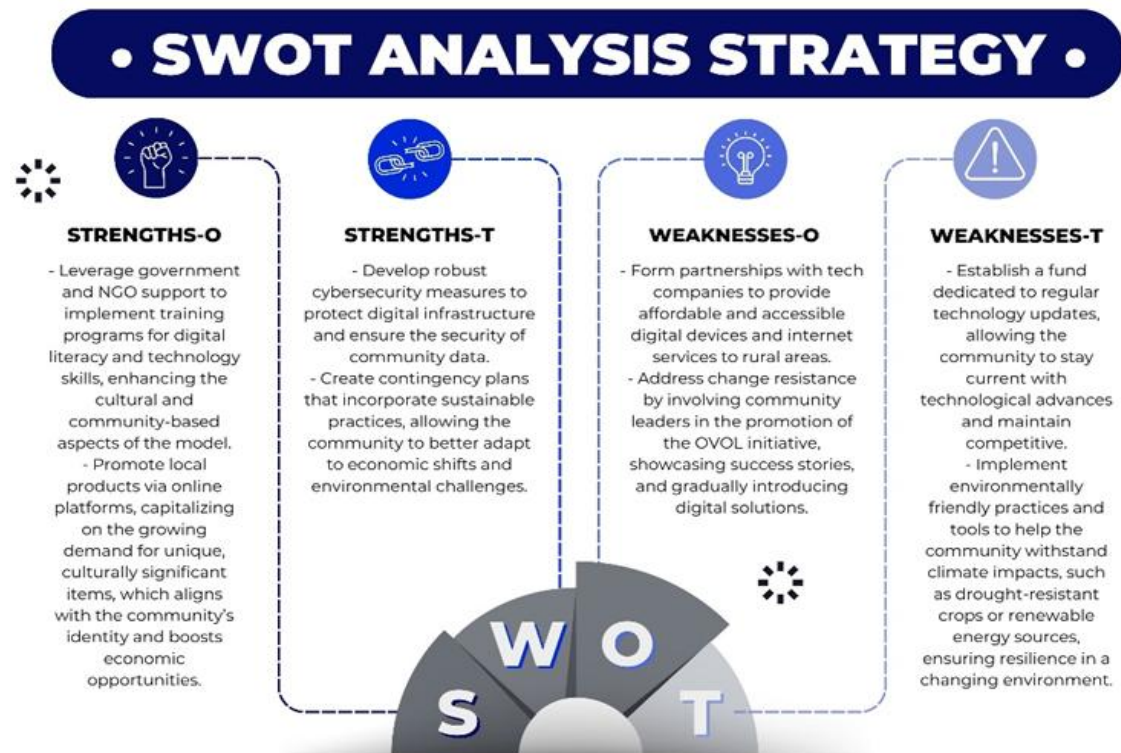 • SWOT ANALYSIS STRATEGY •
STRENGTHS-O
- Leverage government
and NGO support to
implement training
programs for digital
literacy and technology
skills, enhancing the
cultural and
community-based
aspects of the model.
- Promote local
products via online
platforms, capitalizing
on the growing
demand for unique,
culturally significant
items, which aligns
with the community’s
identity and boosts
economic
opportunities.
STRENGTHS-T
- Develop robust
cybersecurity measures to
protect digital infrastructure
and ensure the security of
community data.
- Create contingency plans
that incorporate sustainable
practices, allowing the
community to better adapt
to economic shifts and
environmental challenges.
WEAKNESSES-O
- Form partnerships with tech
companies to provide
affordable and accessible
digital devices and internet
services to rural areas.
- Address change resistance
by involving community
leaders in the promotion of
the OVOL initiative,
showcasing success stories,
and gradually introducing
digital solutions.
WEAKNESSES-T
- Establish a fund
dedicated to regular
technology updates,
allowing the
community to stay
current with
technological advances
and maintain
competitive.
- Implement
environmentally
friendly practices and
tools to help the
community withstand
climate impacts, such
as drought-resistant
crops or renewable
energy sources,
ensuring resilience in a
changing environment.
S
W
O
T